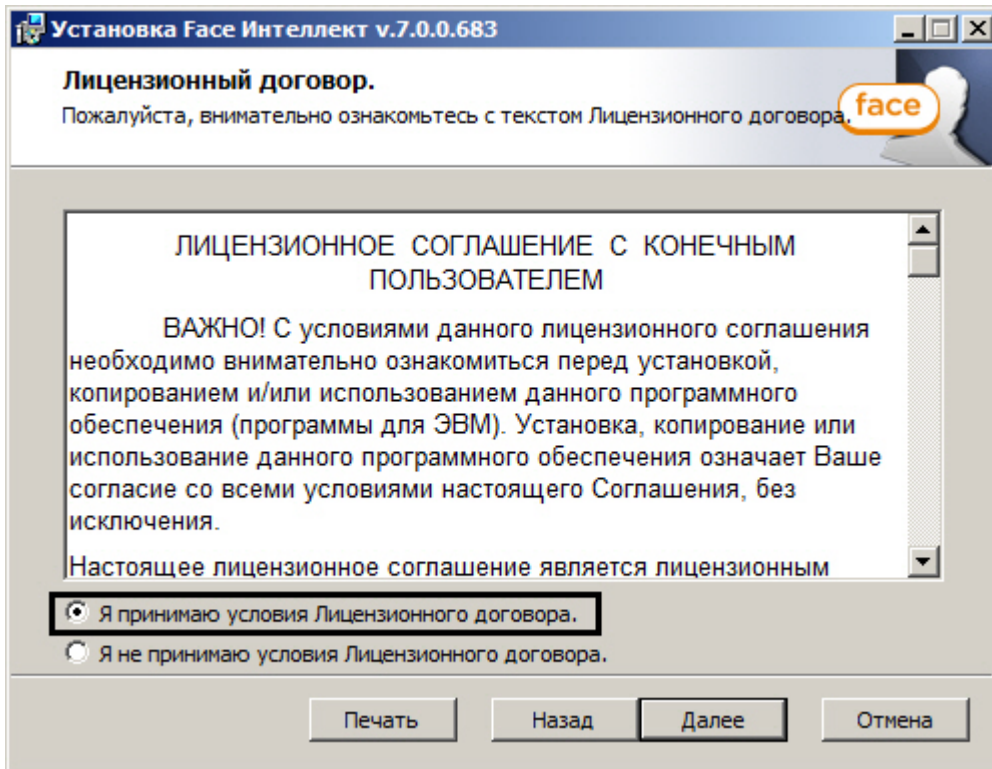 Установка Face Интеллект v.7.0.0.683
Лицензионный договор.
Пожалуйста, внимательно ознакомьтесь с текстом Лицензионного договора.
face
ЛИЦЕНЗИОННОЕ СОГЛАШЕНИЕ С КОНЕЧНЫМ
ПОЛЬЗОВАТЕЛЕМ
ВАЖНО! С условиями данного лицензионного соглашения
необходимо внимательно ознакомиться перед установкой,
копированием и/или использованием данного программного
обеспечения (программы для ЭВМ). Установка, копирование или
использование данного программного обеспечения означает Ваше
согласие со всеми условиями настоящего Соглашения, без
исключения.
Настоящее лицензионное соглашение является лицензионным
Я принимаю условия Лицензионного договора.
Я не принимаю условия Лицензионного договора.
Печать Назад Далее Отмена